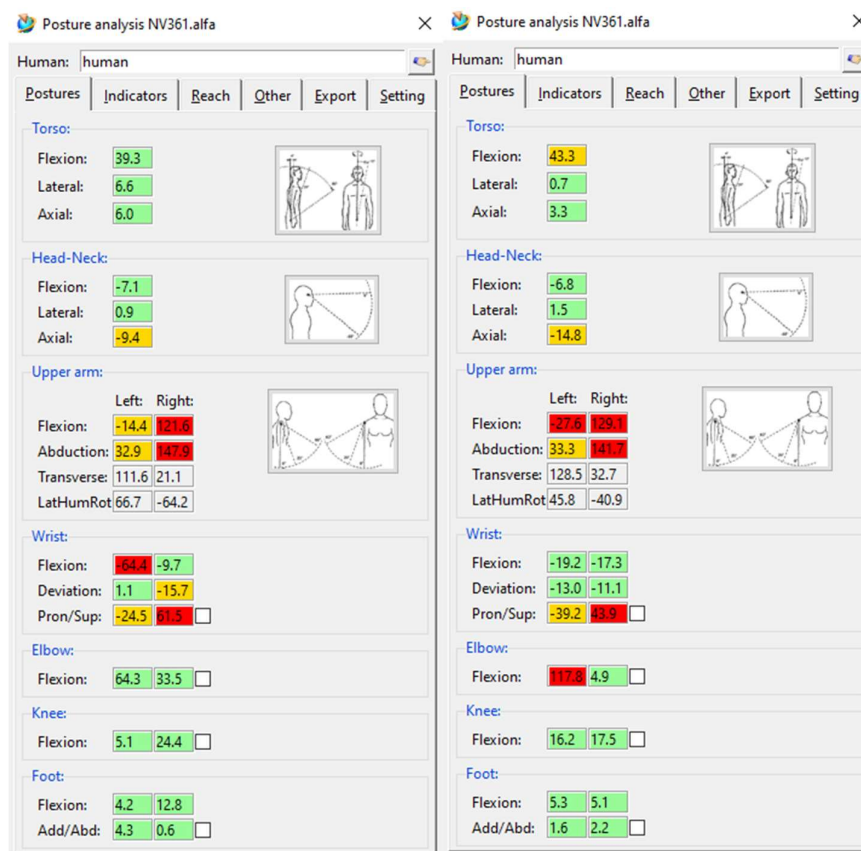 Posture analysis NV361.alfa
Human: human
Postures Indicators Reach Other Export Setting
Torso:
Flexion: 39.3
Lateral: 6.6
Axial: 6.0
Head-Neck:
Flexion: -7.1
Lateral: 0.9
Axial: -9.4
Upper arm:
Left: Right:
Flexion: -14.4 121.6
Abduction: 32.9 147.9
Transverse: 111.6 21.1
LatHumRot 66.7 -64.2
Wrist:
Flexion: -64.4 -9.7
Deviation: 1.1 -15.7
Pron/Sup: -24.5 61.5
Elbow:
Flexion: 64.3 33.5
Knee:
Flexion: 5.1 24.4
Foot:
Flexion: 4.2 12.8
Add/Abd: 4.3 0.6
Posture analysis NV361.alfa
Human: human
Postures Indicators Reach Other Export Setting
Torso:
Flexion: 43.3
Lateral: 0.7
Axial: 3.3
Head-Neck:
Flexion: -6.8
Lateral: 1.5
Axial: -14.8
Upper arm:
Left: Right:
Flexion: -27.6 129.1
Abduction: 33.3 141.7
Transverse: 128.5 32.7
LatHumRot 45.8 -40.9
Wrist:
Flexion: -19.2 -17.3
Deviation: -13.0 -11.1
Pron/Sup: -39.2 43.9
Elbow:
Flexion: 117.8 4.9
Knee:
Flexion: 16.2 17.5
Foot:
Flexion: 5.3 5.1
Add/Abd: 1.6 2.2